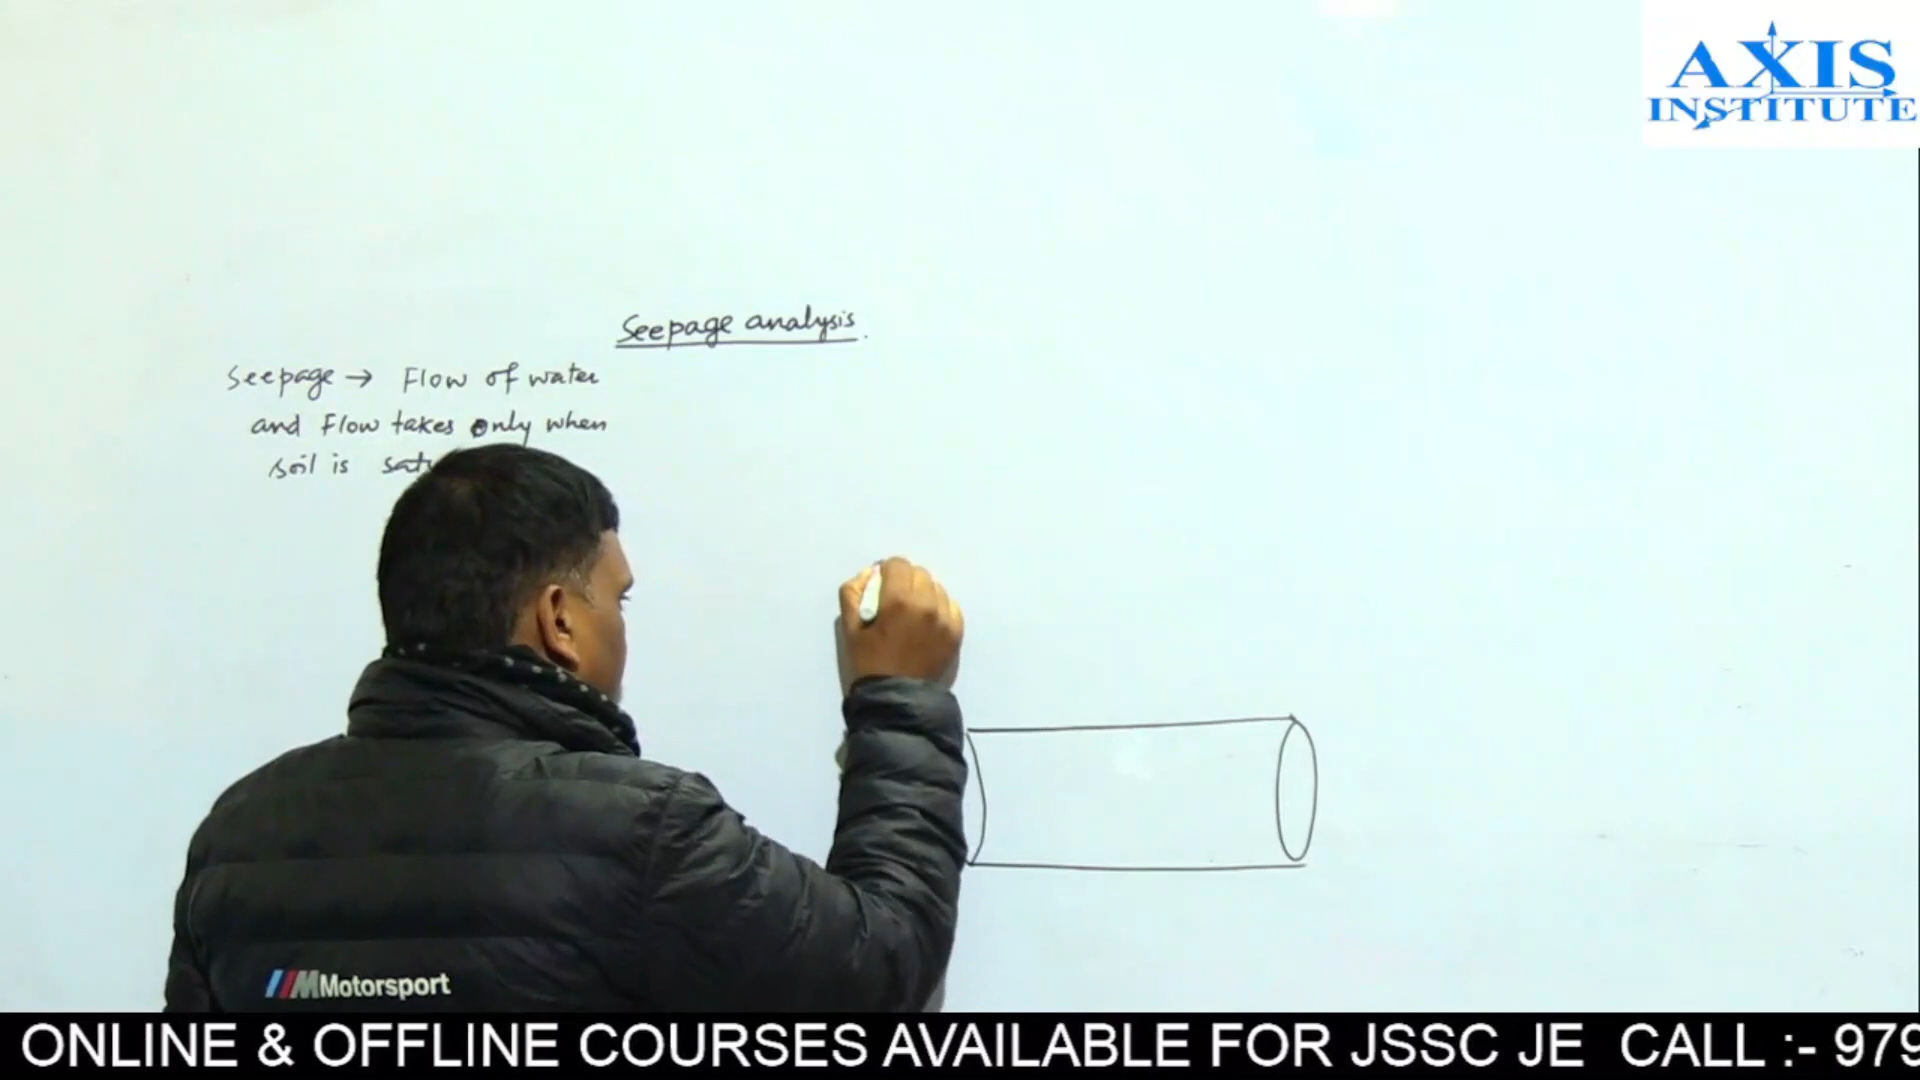 AXIS
INSTITUTE
Seepage analysis.
Seepage → Flow of water
and Flow takes only when
soil is
///M Motorsport
ONLINE & OFFLINE COURSES AVAILABLE FOR JSSC JE CALL :- 979